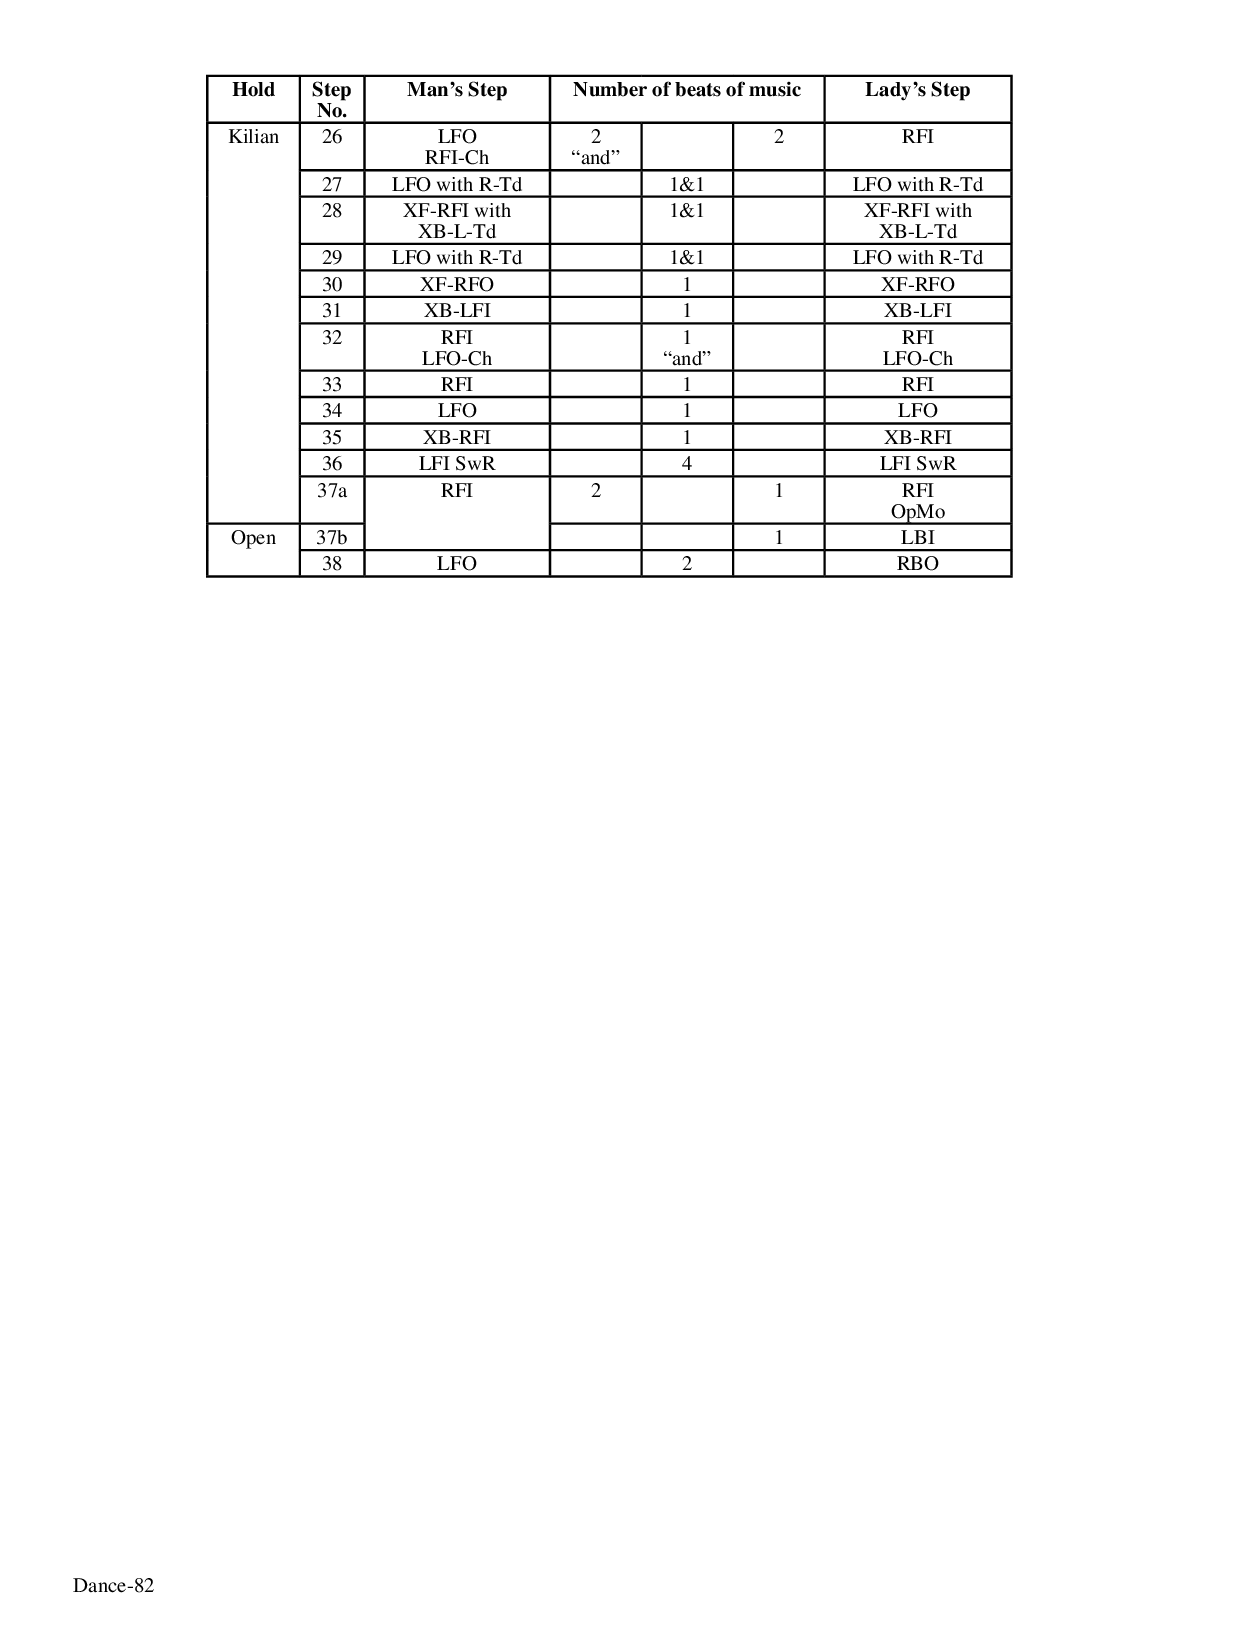 Hold Step No. Man’s Step Number of beats of music Lady’s Step
Kilian 26 LFO 2 2 RFI
RFI-Ch “and”
27 LFO with R-Td 1&1 LFO with R-Td
28 XF-RFI with 1&1 XF-RFI with
XB-L-Td XB-L-Td
29 LFO with R-Td 1&1 LFO with R-Td
30 XF-RFO 1 XF-RFO
31 XB-LFI 1 XB-LFI
32 RFI 1 RFI
LFO-Ch “and” LFO-Ch
33 RFI 1 RFI
34 LFO 1 LFO
35 XB-RFI 1 XB-RFI
36 LFI SwR 4 LFI SwR
37a RFI 2 1 RFI
OpMo
Open 37b 1 LBI
38 LFO 2 RBO
Dance-82